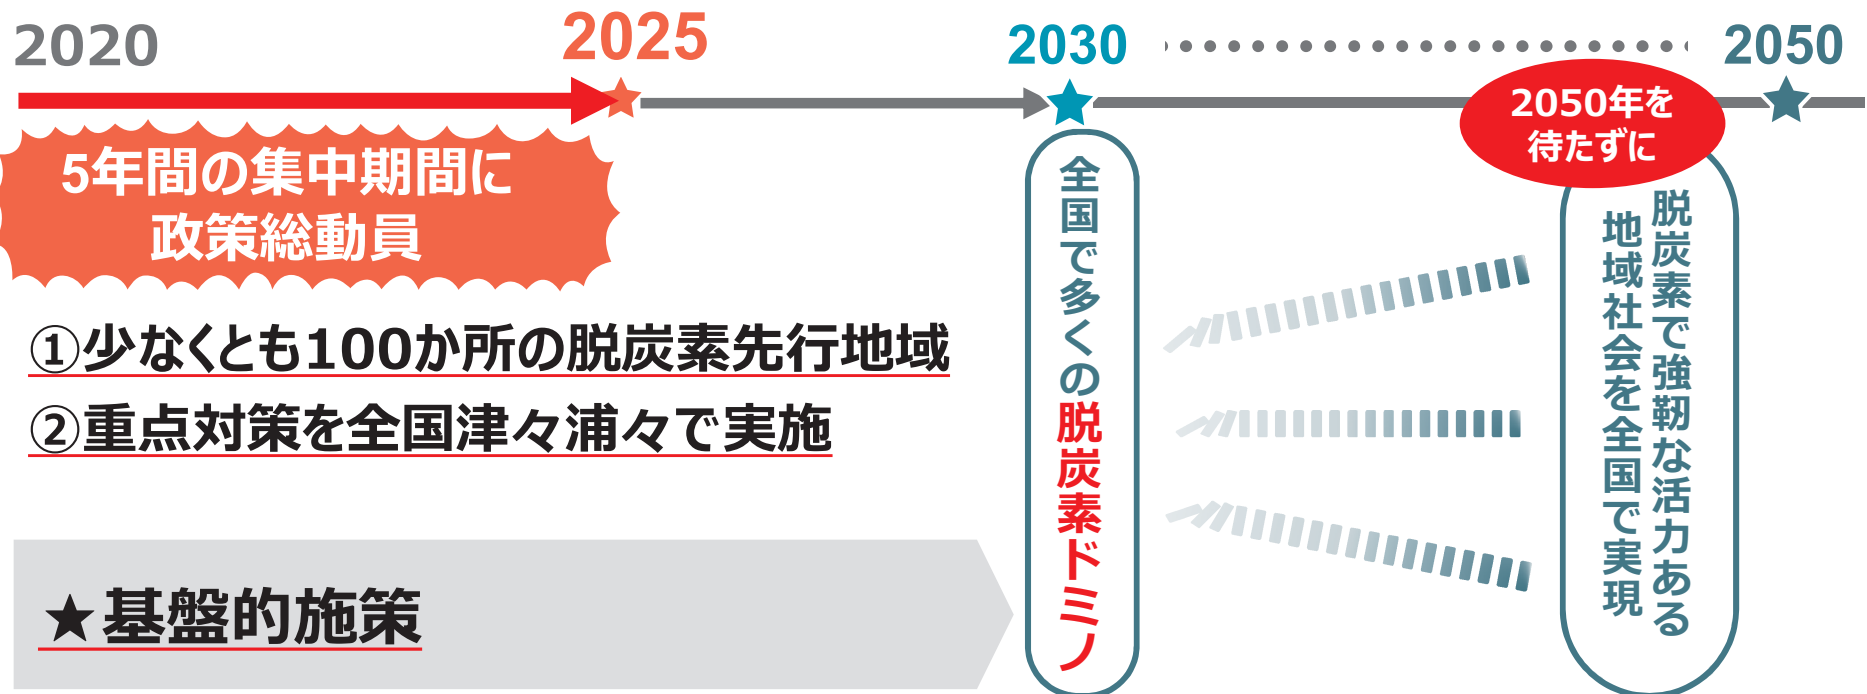 2020
2025
2030
2050
5年間の集中期間に
政策総動員
①少なくとも100か所の脱炭素先行地域
②重点対策を全国津々浦々で実施
★基盤的施策
全国で多くの脱炭素ドミノ
2050年を
待たずに
脱炭素で強靭な活力ある
地域社会を全国で実現